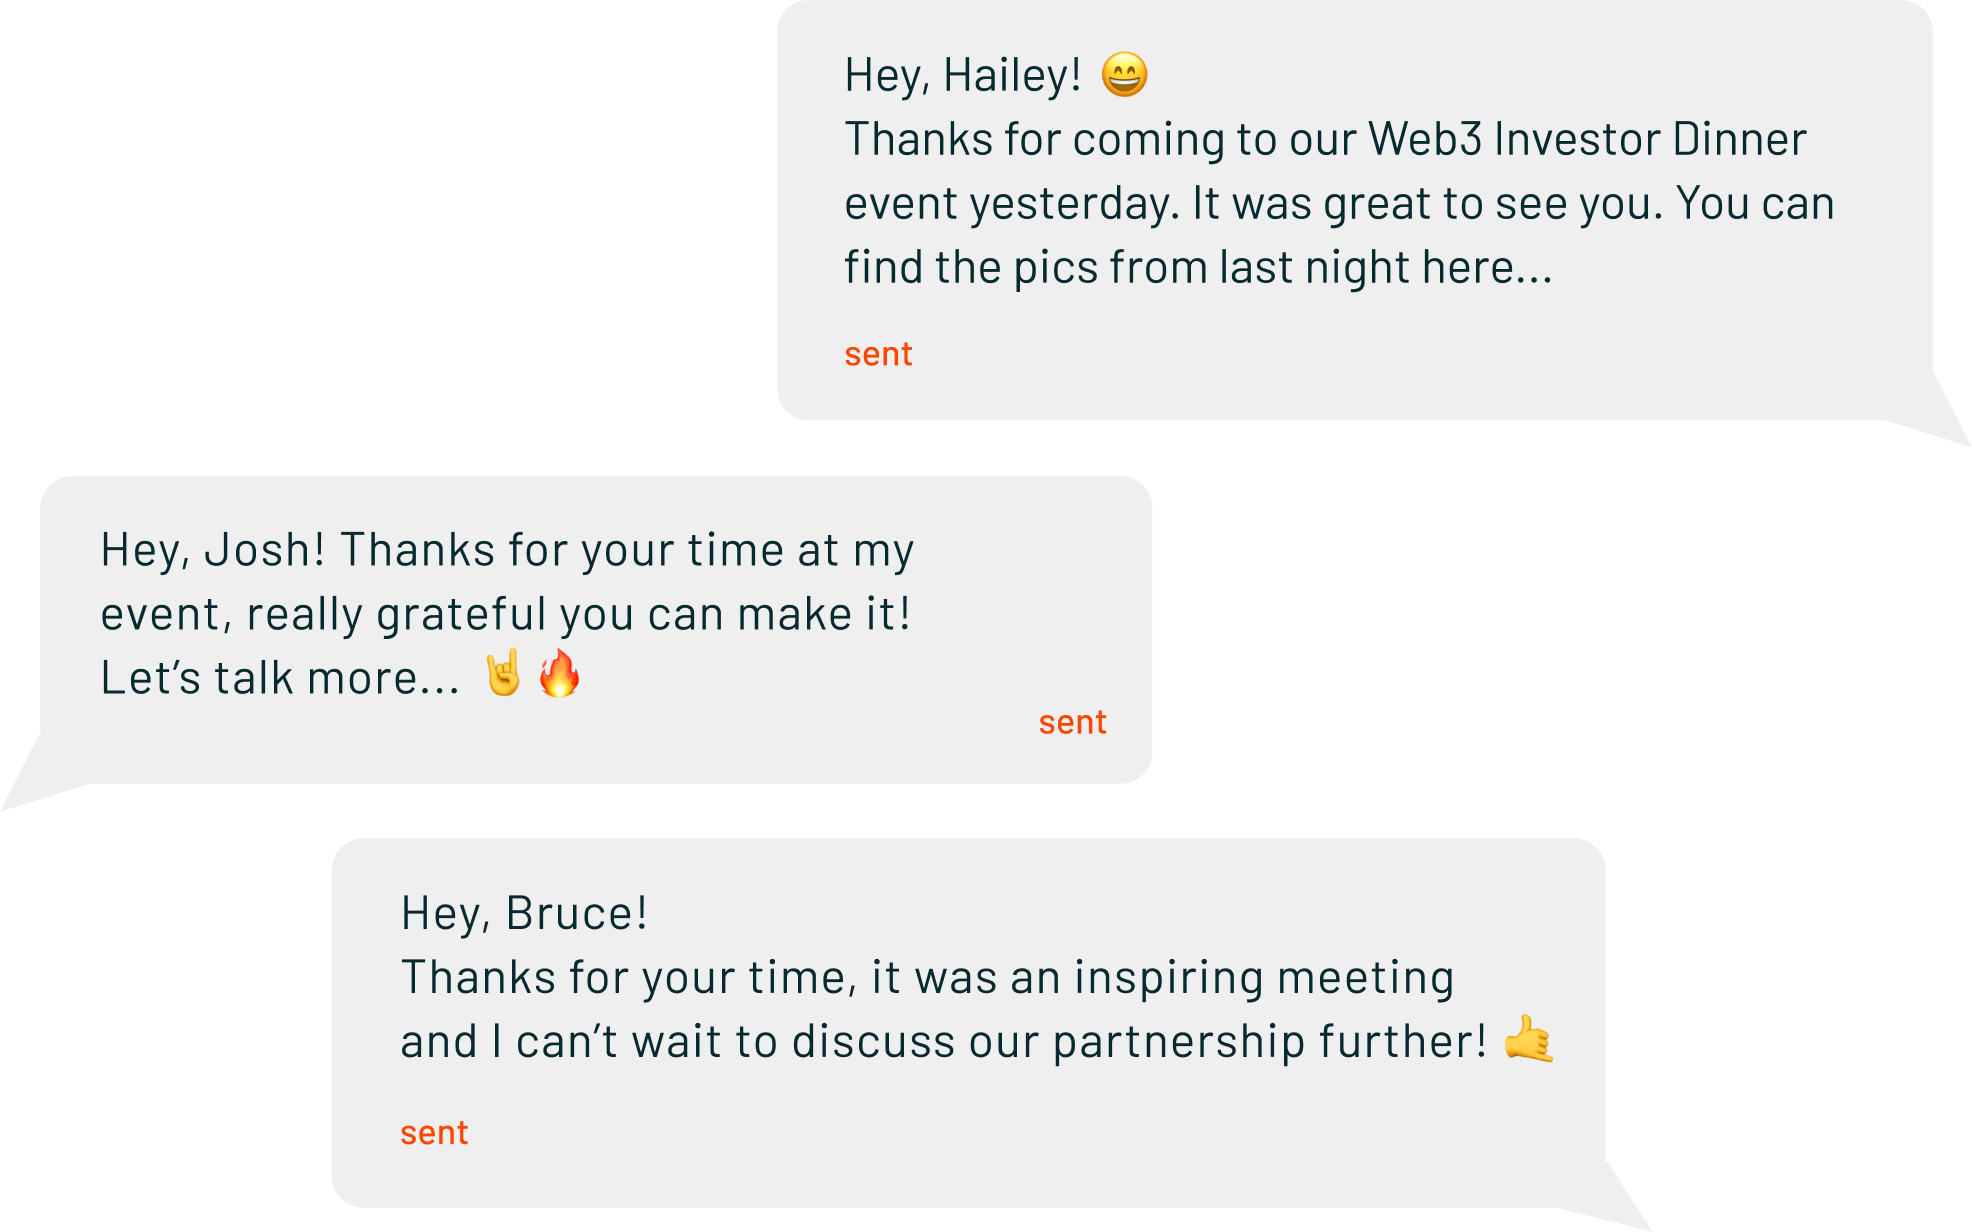 Hey, Hailey! 😄
Thanks for coming to our Web3 Investor Dinner
event yesterday. It was great to see you. You can
find the pics from last night here...
sent
Hey, Josh! Thanks for your time at my
event, really grateful you can make it!
Let’s talk more... 🤘🔥
sent
Hey, Bruce!
Thanks for your time, it was an inspiring meeting
and I can’t wait to discuss our partnership further! 🤙
sent